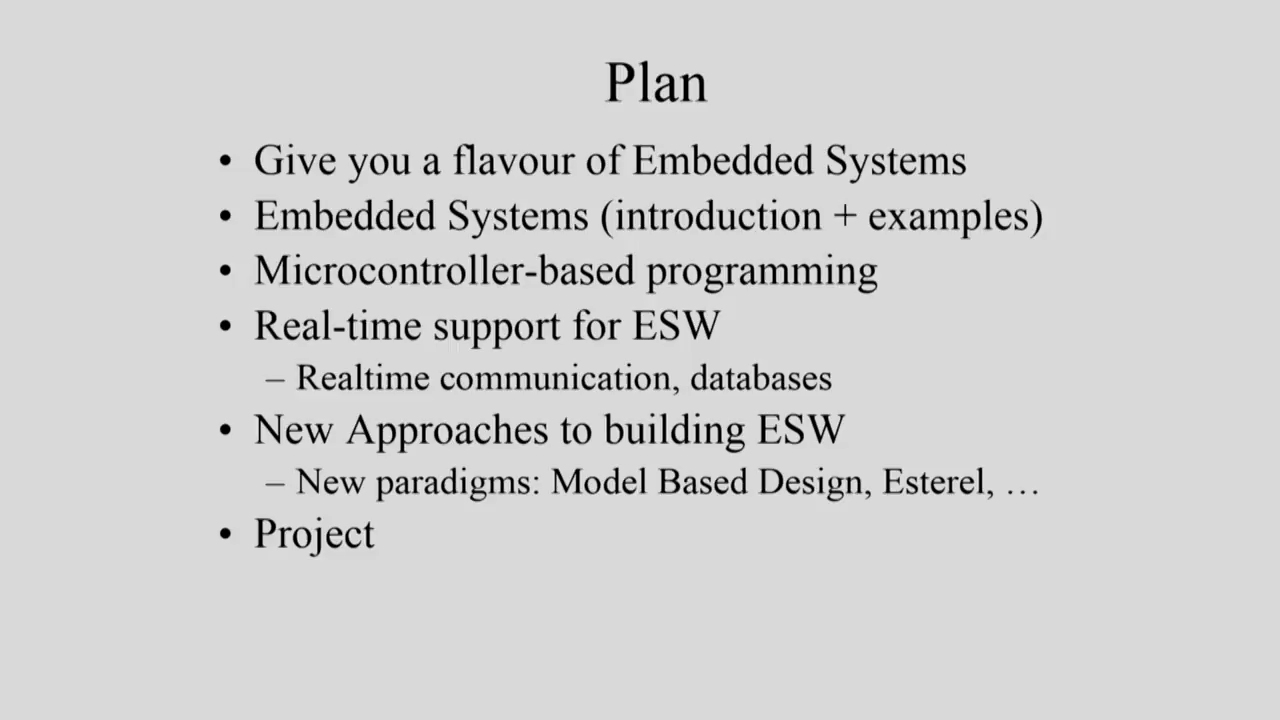 Plan
• Give you a flavour of Embedded Systems
• Embedded Systems (introduction + examples)
• Microcontroller-based programming
• Real-time support for ESW
– Realtime communication, databases
• New Approaches to building ESW
– New paradigms: Model Based Design, Esterel, …
• Project